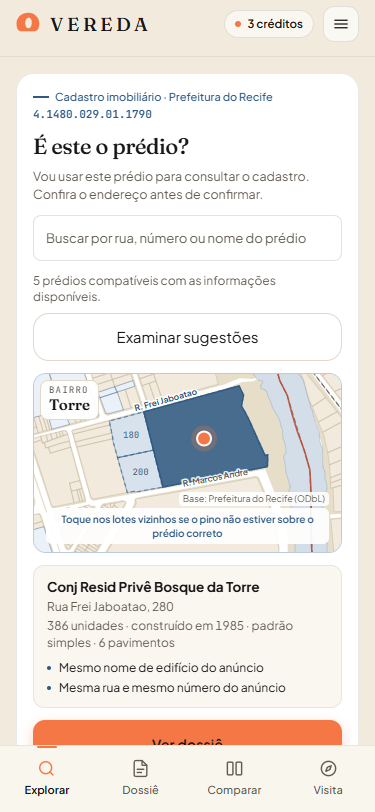 VEREDA
3 créditos
Cadastro imobiliário · Prefeitura do Recife
4.1480.029.01.1790
É este o prédio?
Vou usar este prédio para consultar o cadastro.
Confira o endereço antes de confirmar.
Buscar por rua, número ou nome do prédio
5 prédios compatíveis com as informações
disponíveis.
Examinar sugestões
BAIRRO
Torre
R. Frei Jaboatao
180
200
R. Marcos Andre
Base: Prefeitura do Recife (ODbL)
Toque nos lotes vizinhos se o pino não estiver sobre o
prédio correto
Conj Resid Privê Bosque da Torre
Rua Frei Jaboatao, 280
386 unidades · construído em 1985 · padrão
simples · 6 pavimentos
• Mesmo nome de edifício do anúncio
• Mesma rua e mesmo número do anúncio
Ver dossiê
Explorar
Dossiê
Comparar
Visita